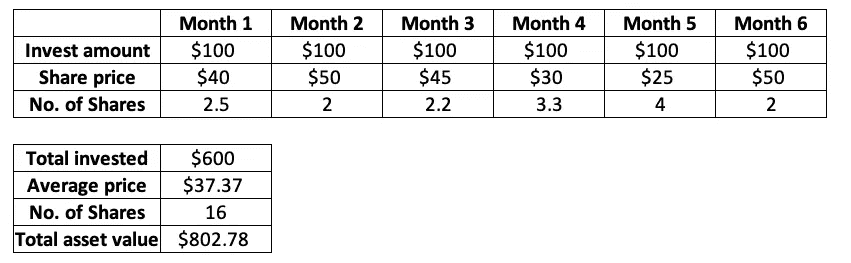 Month 1 Month 2 Month 3 Month 4 Month 5 Month 6
Invest amount $100 $100 $100 $100 $100 $100
Share price $40 $50 $45 $30 $25 $50
No. of Shares 2.5 2 2.2 3.3 4 2
Total invested $600
Average price $37.37
No. of Shares 16
Total asset value $802.78